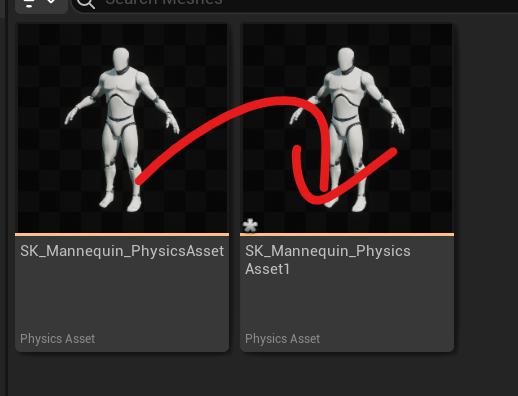 Search Meshes
SK_Mannequin_PhysicsAsset
SK_Mannequin_Physics
Asset1
Physics Asset
Physics Asset